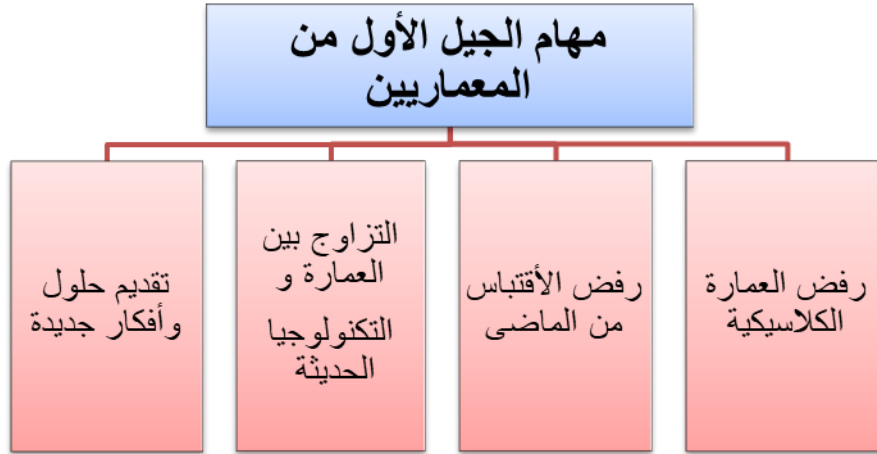 مهام الجيل الأول من
المعماريين
رفض العمارة
الكلاسيكية
رفض الأقتباس
من الماضى
التزاوج بين
العمارة و
التكنولوجيا
الحديثة
تقديم حلول
وأفكار جديدة